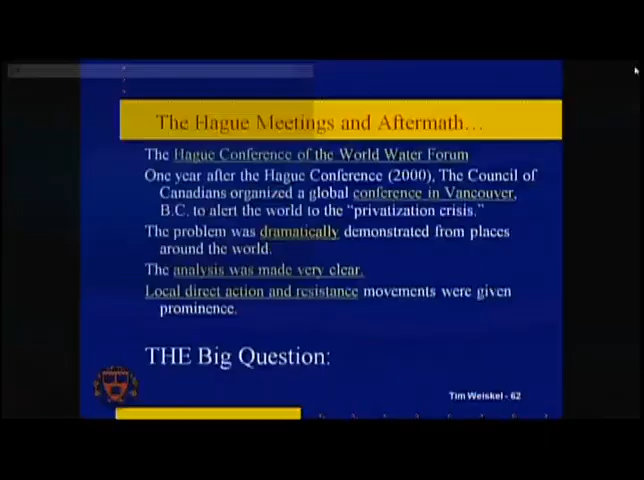 The Hague Meetings and Aftermath…
The Hague Conference of the World Water Forum
One year after the Hague Conference (2000), The Council of
Canadians organized a global conference in Vancouver,
B.C. to alert the world to the “privatization crisis.”
The problem was dramatically demonstrated from places
around the world.
The analysis was made very clear.
Local direct action and resistance movements were given
prominence.
THE Big Question:
Tim Weiskel - 62